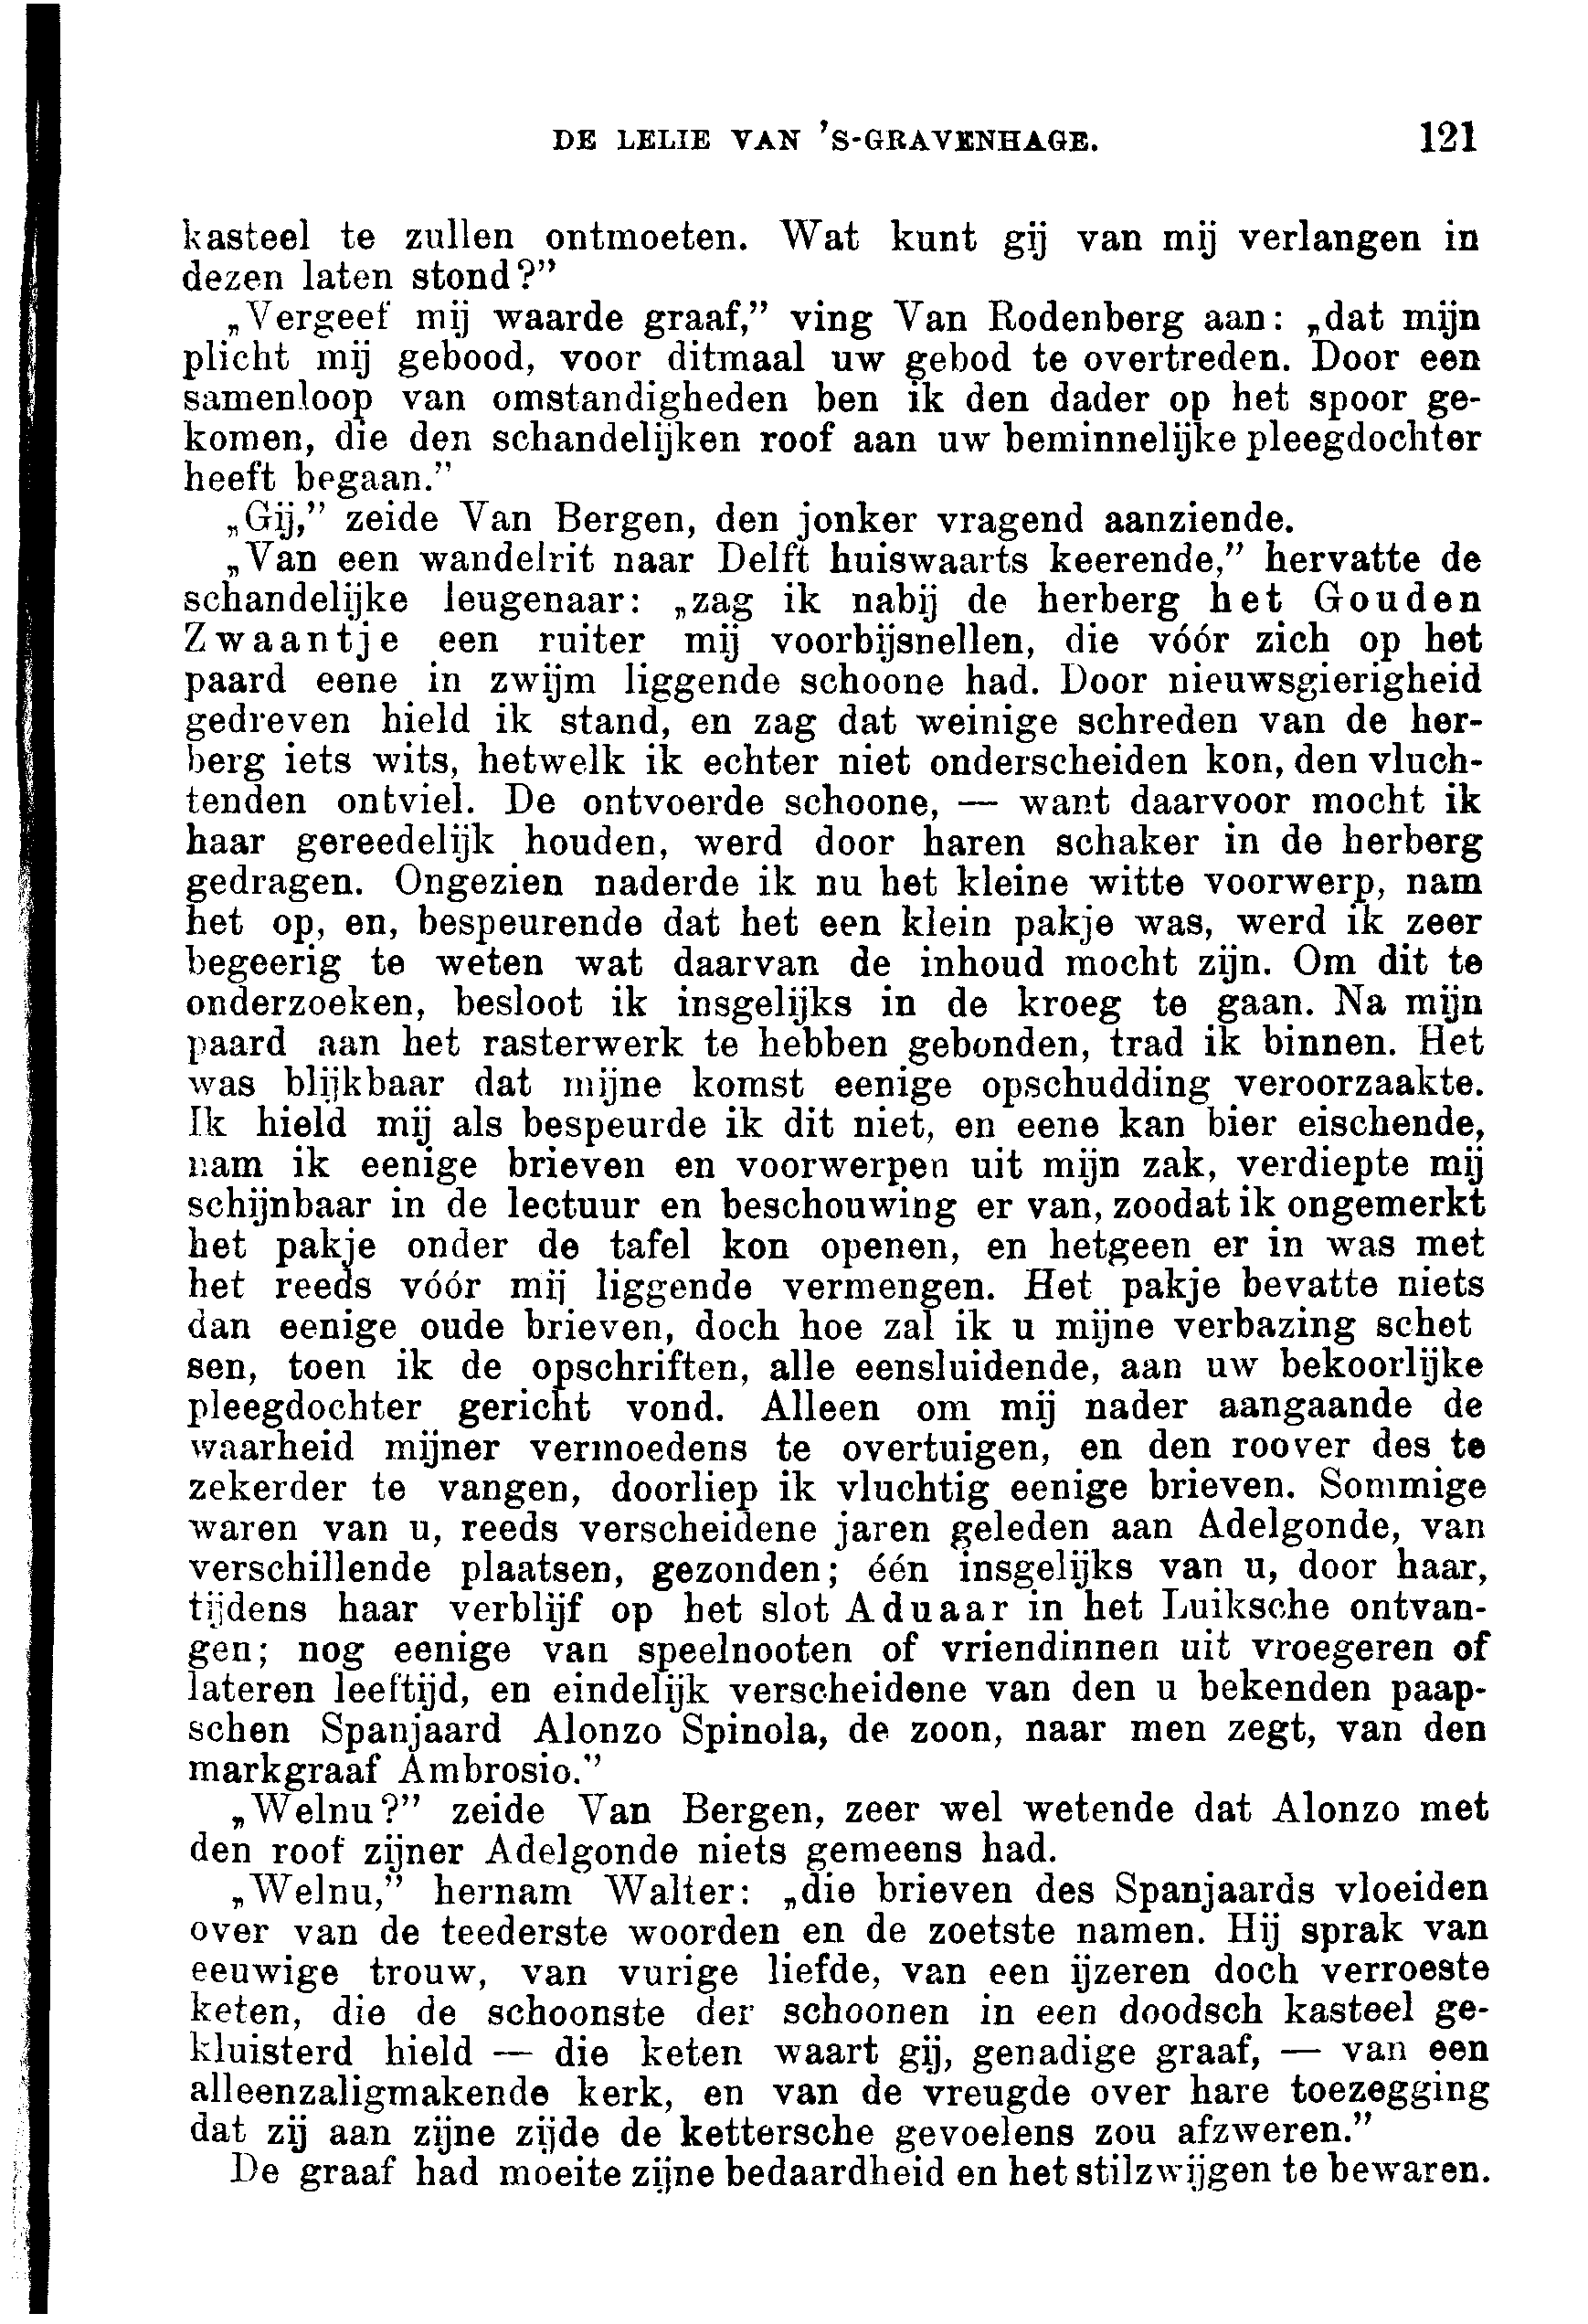 DE LELIE VAN 'S-GRAVENHAGE. 121
kasteel te zullen ontmoeten. Wat kunt gij van mij verlangen in
dezen laten stond?”
„Vergeef mij waarde graaf,” ving Van Rodenberg aan: „dat mijn
plicht mij gebood, voor ditmaal uw gebod te overtreden. Door een
samenloop van omstandigheden ben ik den dader op het spoor ge-
komen, die den schandelijken roof aan uw beminnelijke pleegdochter
heeft begaan.”
„Gij,” zeide Van Bergen, den jonker vragend aanziende.
„Van een wandelrit naar Delft huiswaarts keerende,” hervatte de
schandelijke leugenaar: „zag ik nabij de herberg het Gouden
Zwaantje een ruiter mij voorbijsnellen, die vóór zich op het
paard eene in zwijm liggende schoone had. Door nieuwsgierigheid
gedreven hield ik stand, en zag dat weinige schreden van de her-
berg iets wits, hetwelk ik echter niet onderscheiden kon, den vluch-
tenden ontviel. De ontvoerde schoone, — want daarvoor mocht ik
haar gereedelijk houden, werd door haren schaker in de herberg
gedragen. Ongezien naderde ik nu het kleine witte voorwerp, nam
het op, en, bespeurende dat het een klein pakje was, werd ik zeer
begeerig te weten wat daarvan de inhoud mocht zijn. Om dit te
onderzoeken, besloot ik insgelijks in de kroeg te gaan. Na mijn
paard aan het rasterwerk te hebben gebonden, trad ik binnen. Het
was blijkbaar dat mijne komst eenige opschudding veroorzaakte.
Ik hield mij als bespeurde ik dit niet, en eene kan bier eischende,
nam ik eenige brieven en voorwerpen uit mijn zak, verdiepte mij
schijnbaar in de lectuur en beschouwing er van, zoodat ik ongemerkt
het pakje onder de tafel kon openen, en hetgeen er in was met
het reeds vóór mij liggende vermengen. Het pakje bevatte niets
dan eenige oude brieven, doch hoe zal ik u mijne verbazing schet
sen, toen ik de opschriften, alle eensluidende, aan uw bekoorlijke
pleegdochter gericht vond. Alleen om mij nader aangaande de
waarheid mijner vermoedens te overtuigen, en den roover des te
zekerder te vangen, doorliep ik vluchtig eenige brieven. Sommige
waren van u, reeds verscheidene jaren geleden aan Adelgonde, van
verschillende plaatsen, gezonden; één insgelijks van u, door haar,
tijdens haar verblijf op het slot Aduaar in het Luiksche ontvan-
gen; nog eenige van speelnooten of vriendinnen uit vroegeren of
lateren leeftijd, en eindelijk verscheidene van den u bekenden paap-
schen Spanjaard Alonzo Spinola, de zoon, naar men zegt, van den
markgraaf Ambrosio.”
„Welnu?” zeide Van Bergen, zeer wel wetende dat Alonzo met
den roof zijner Adelgonde niets gemeens had.
„Welnu,” hernam Walter: „die brieven des Spanjaards vloeiden
over van de teederste woorden en de zoetste namen. Hij sprak van
eeuwige trouw, van vurige liefde, van een ijzeren doch verroeste
keten, die de schoonste der schoonen in een doodsch kasteel ge-
kluisterd hield — die keten waart gij, genadige graaf, — van een
alleenzaligmakende kerk, en van de vreugde over hare toezegging
dat zij aan zijne zijde de kettersche gevoelens zou afzweren.”
De graaf had moeite zijne bedaardheid en het stilzwijgen te bewaren.